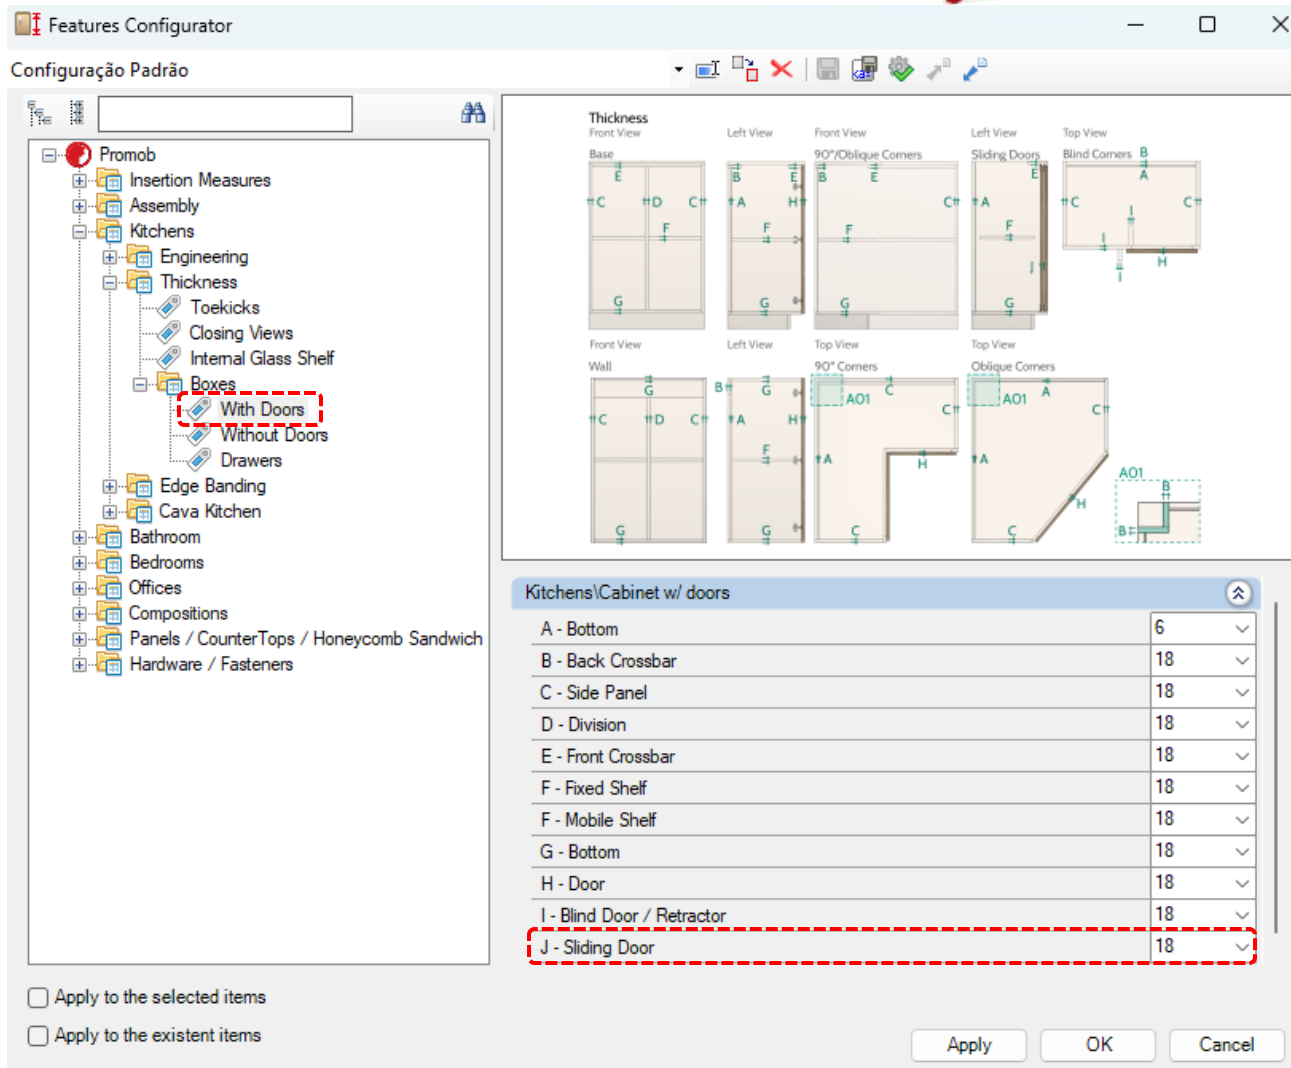 Features Configurator
Configuração Padrão
Promob
Insertion Measures
Assembly
Kitchens
Engineering
Thickness
Toekicks
Closing Views
Internal Glass Shelf
Boxes
With Doors
Without Doors
Drawers
Edge Banding
Cava Kitchen
Bathroom
Bedrooms
Offices
Compositions
Panels / CounterTops / Honeycomb Sandwich
Hardware / Fasteners
Thickness
Front View Left View Front View Left View Top View
Base 90°/Oblique Corners Sliding Doors Blind Corners B
E B E B E E A
C D C A H C A C C
F F F F I
J I H
I
G G G G
Front View Left View Top View Top View
Wall 90° Corners Oblique Corners
G B G AO1 C AO1 A
C D C A H C C
F A H A AO1
B
H
G G C C B
Kitchens\Cabinet w/ doors
A - Bottom 6
B - Back Crossbar 18
C - Side Panel 18
D - Division 18
E - Front Crossbar 18
F - Fixed Shelf 18
F - Mobile Shelf 18
G - Bottom 18
H - Door 18
I - Blind Door / Retractor 18
J - Sliding Door 18
Apply to the selected items
Apply to the existent items
Apply OK Cancel